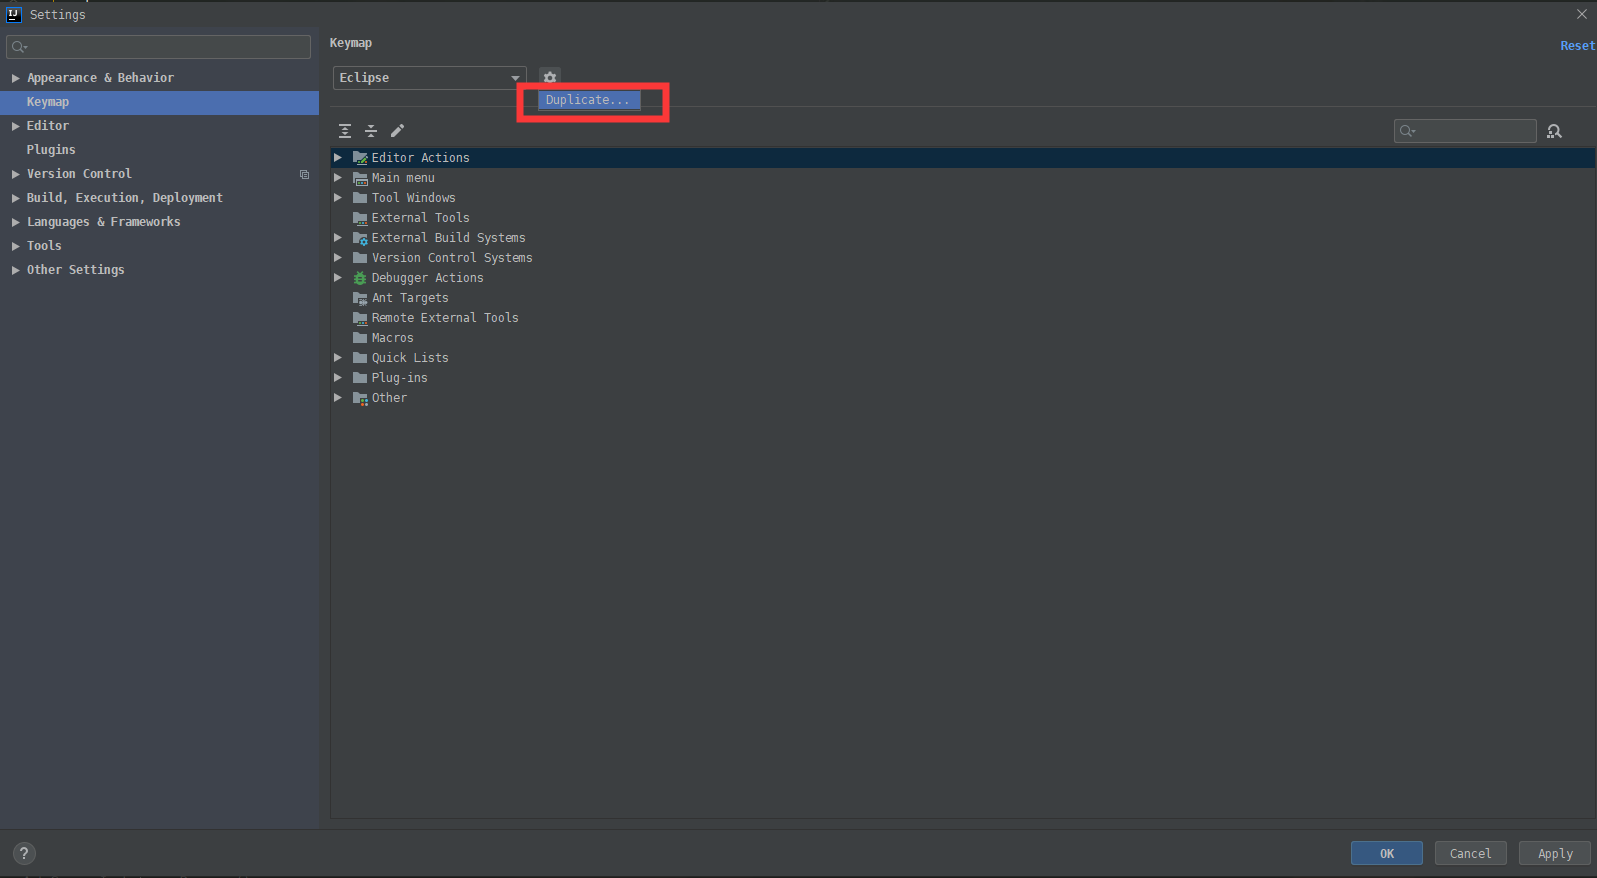 IJ Settings
Keymap
Reset
Appearance & Behavior
Keymap
Editor
Plugins
Version Control
Build, Execution, Deployment
Languages & Frameworks
Tools
Other Settings
Eclipse
Duplicate...
Editor Actions
Main menu
Tool Windows
External Tools
External Build Systems
Version Control Systems
Debugger Actions
Ant Targets
Remote External Tools
Macros
Quick Lists
Plug-ins
Other
?
OK Cancel Apply